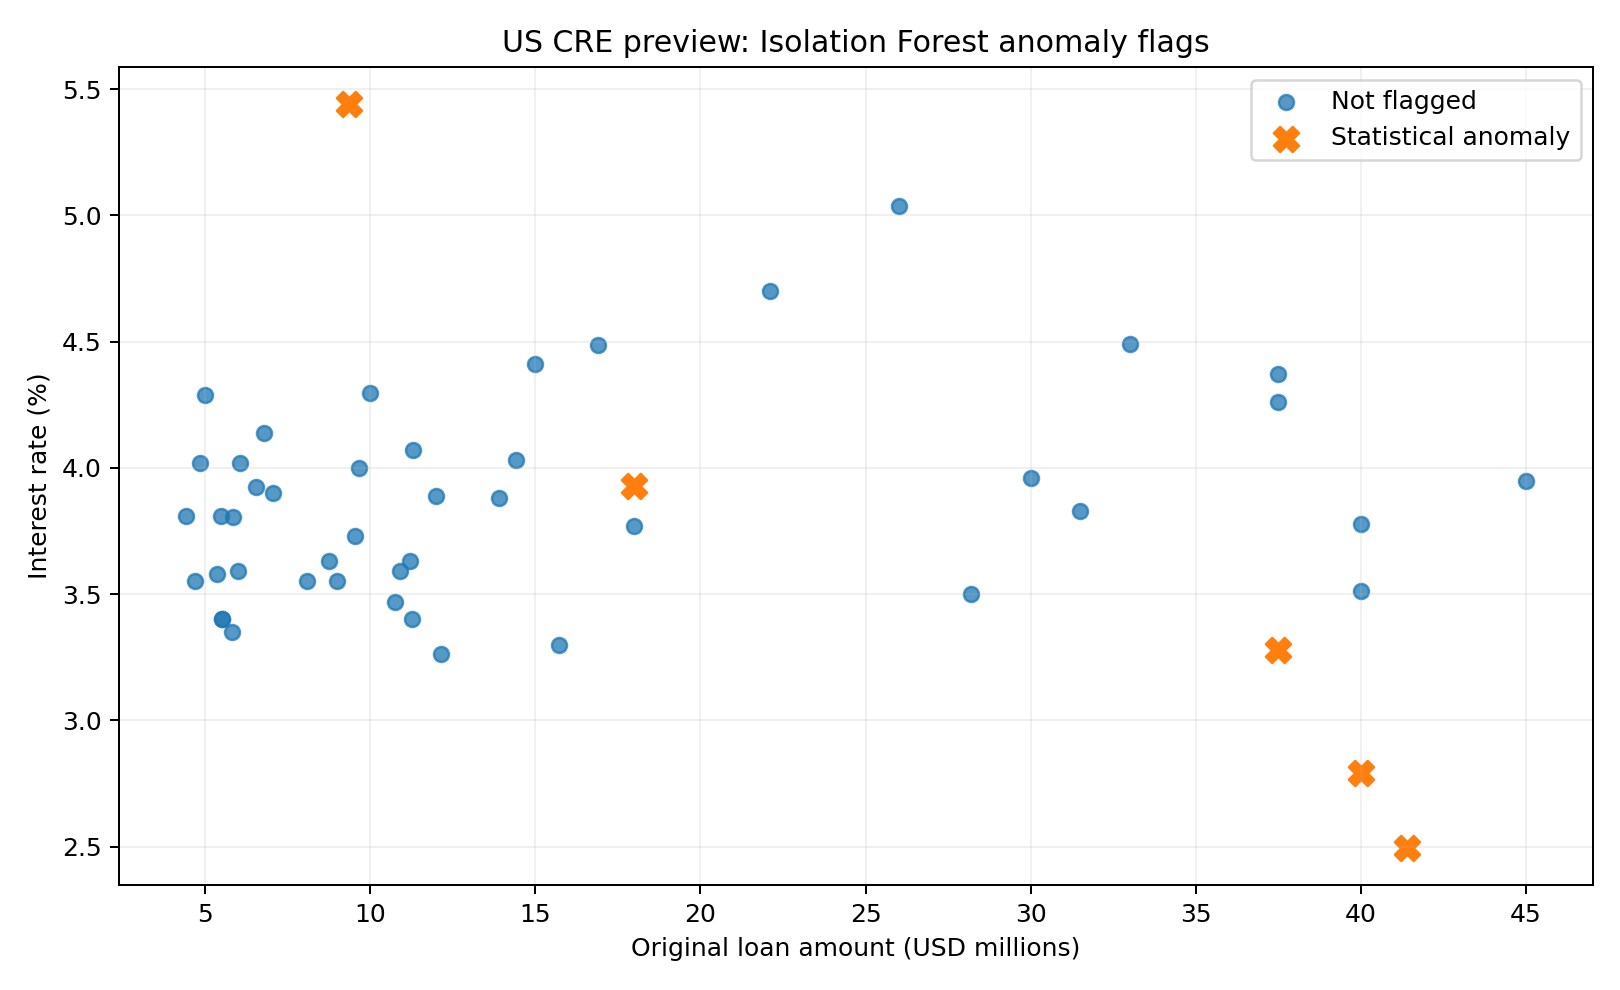 US CRE preview: Isolation Forest anomaly flags
Not flagged
Statistical anomaly
5.5
5.0
4.5
4.0
3.5
3.0
2.5
Interest rate (%)
5 10 15 20 25 30 35 40 45
Original loan amount (USD millions)